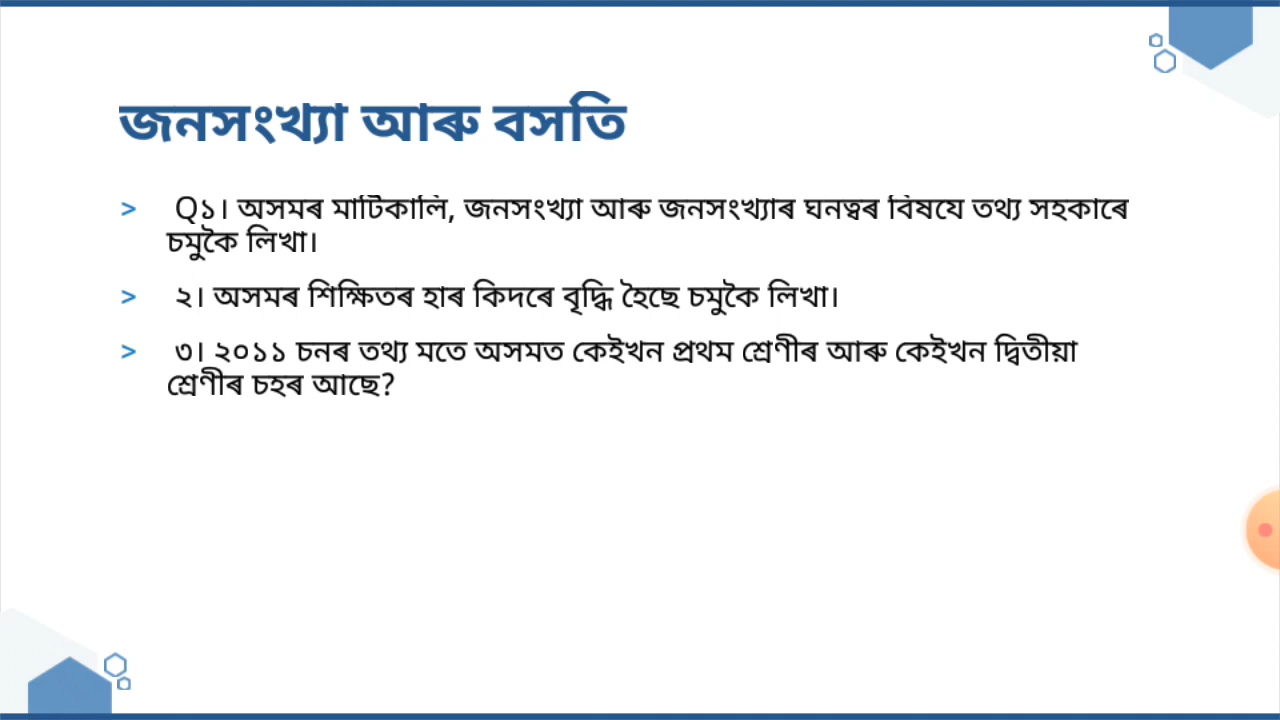 জনসংখ্যা আৰু বসতি
> Q১। অসমৰ মাটিকালি, জনসংখ্যা আৰু জনসংখ্যাৰ ঘনত্বৰ বিষযে তথ্য সহকাৰে
চমুকৈ লিখা।
> ২। অসমৰ শিক্ষিতৰ হাৰ কিদৰে বৃদ্ধি হৈছে চমুকৈ লিখা।
> ৩। ২০১১ চনৰ তথ্য মতে অসমত কেইখন প্ৰথম শ্ৰেণীৰ আৰু কেইখন দ্বিতীয়া
শ্ৰেণীৰ চহৰ আছে?